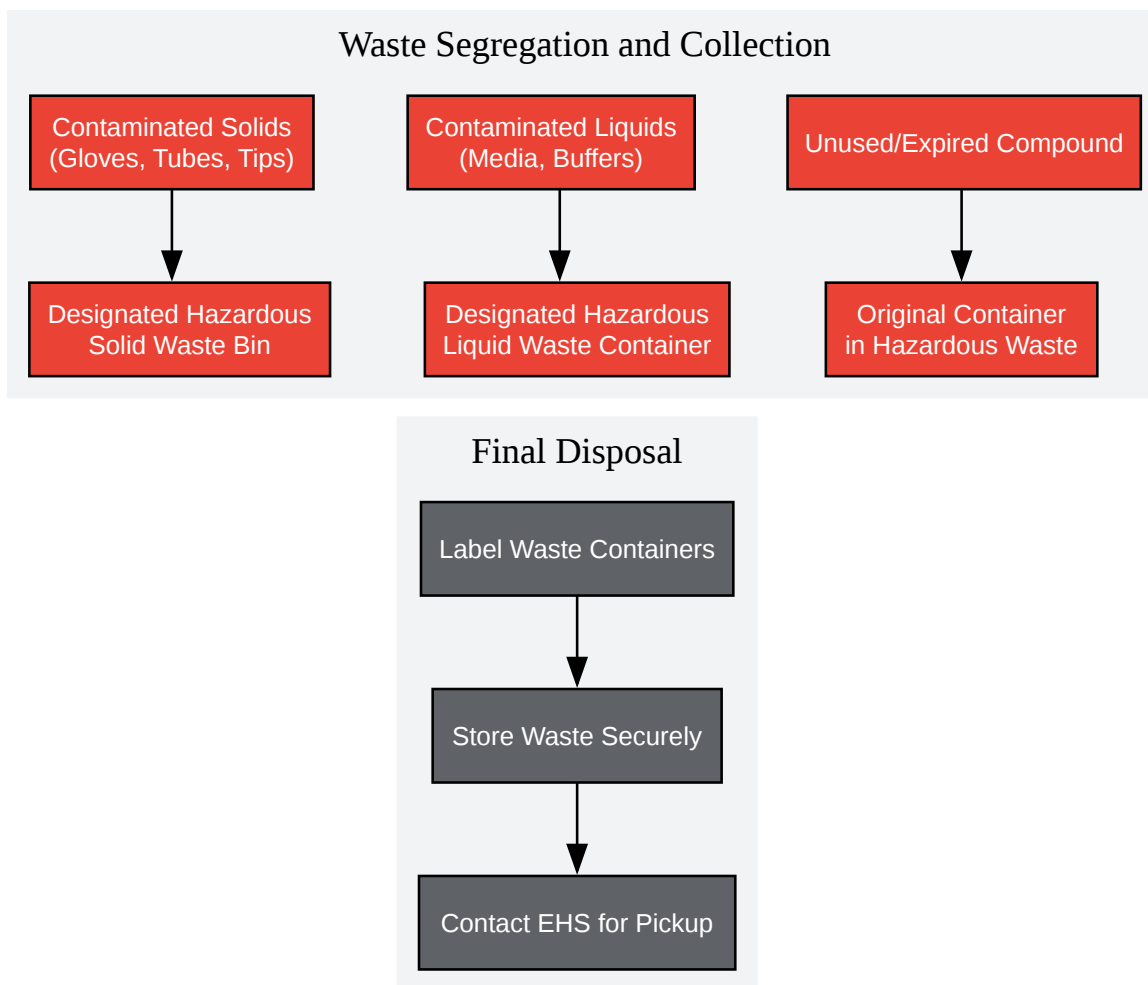 Waste Segregation and Collection
Contaminated Solids
(Gloves, Tubes, Tips)
Contaminated Liquids
(Media, Buffers)
Unused/Expired Compound
Designated Hazardous
Solid Waste Bin
Designated Hazardous
Liquid Waste Container
Original Container
in Hazardous Waste
Final Disposal
Label Waste Containers
Store Waste Securely
Contact EHS for Pickup